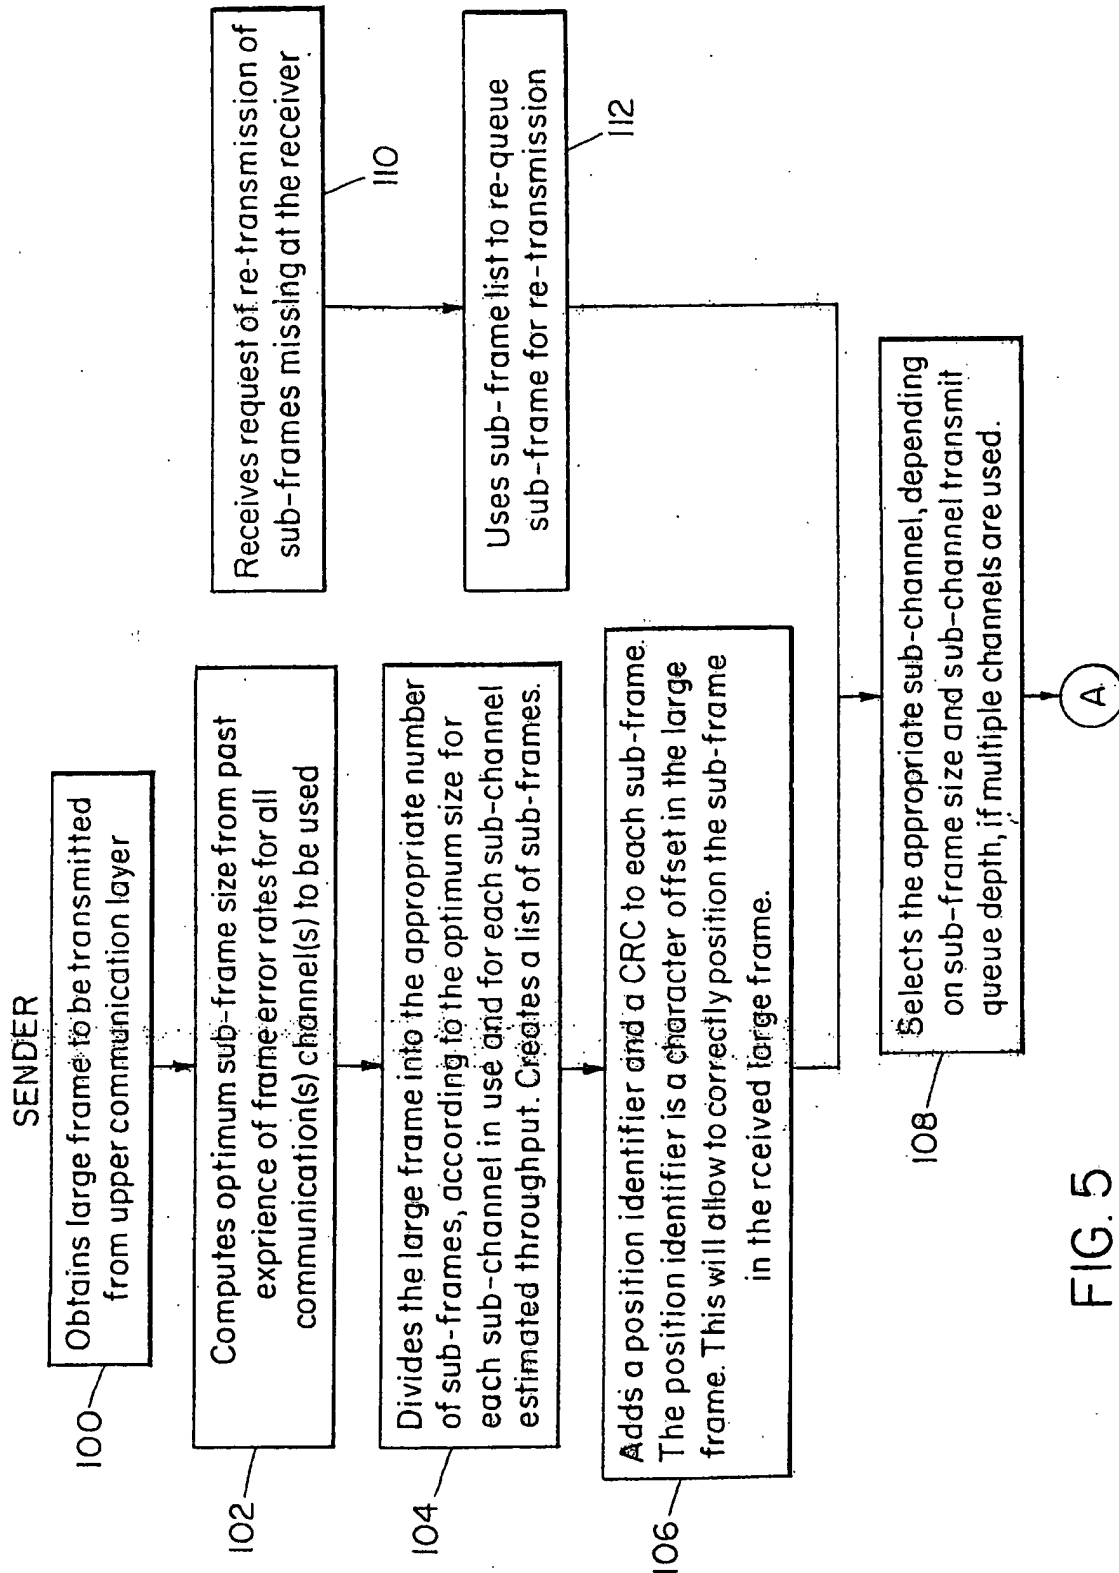 SENDER
Obtains large frame to be transmitted
from upper communication layer
100
Computes optimum sub-frame size from past
exprience of frame error rates for all
communication(s) channel(s) to be used
102
Divides the large frame into the appropriate number
of sub-frames, according to the optimum size for
each sub-channel in use and for each sub-channel
estimated throughput. Creates a list of sub-frames.
104
Adds a position identifier and a CRC to each sub-frame.
The position identifier is a character offset in the large
frame. This will allow to correctly position the sub-frame
in the rceived large frame.
106
Receives request of re-transmission of
sub-frames missing at the receiver
110
Uses sub-frame list to re-queue
sub-frame for re-transmission
112
Selects the appropriate sub-channel, depending
on sub-frame size and sub-channel transmit
queue depth, if multiple channels are used.
108
A
FIG. 5